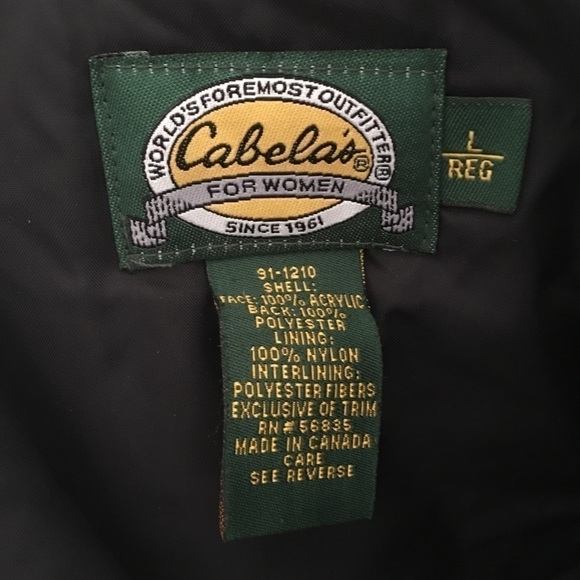 WORLD'S FOREMOST OUTFITTER®
Cabela's®
FOR WOMEN
SINCE 1961
L
REG
91-1210
SHELL:
FACE: 100% ACRYLIC
BACK: 100%
POLYESTER
LINING:
100% NYLON
INTERLINING:
POLYESTER FIBERS
EXCLUSIVE OF TRIM
RN# 56835
MADE IN CANADA
CARE
SEE REVERSE